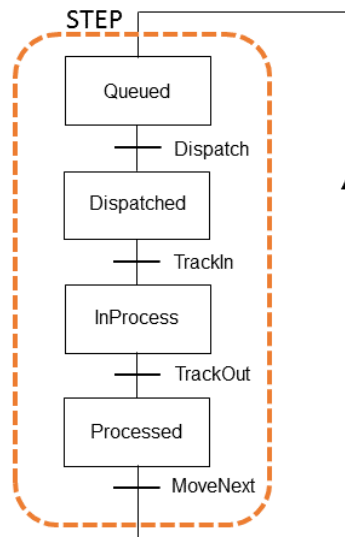 STEP
Queued
Dispatch
Dispatched
TrackIn
InProcess
TrackOut
Processed
MoveNext